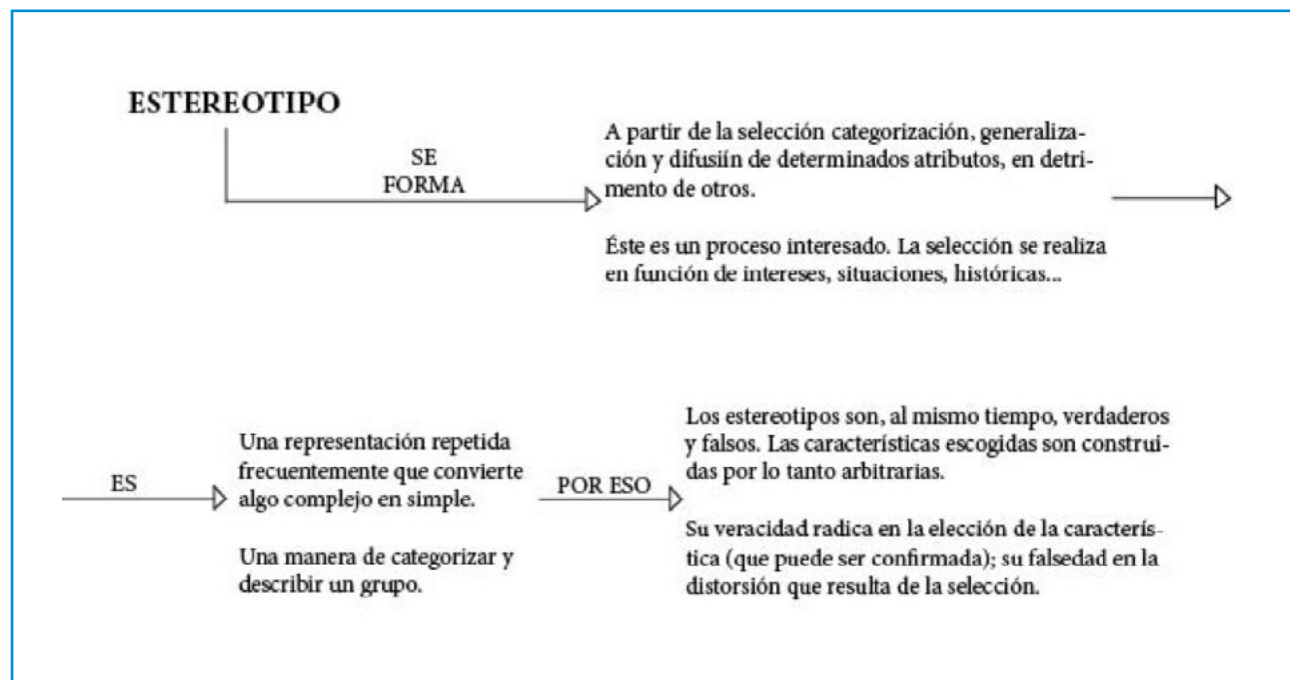 ESTEREOTIPO
SE
FORMA
A partir de la selección categorización, generaliza-
ción y difusiín de determinados atributos, en detri-
mento de otros.
Éste es un proceso interesado. La selección se realiza
en función de intereses, situaciones, históricas...
ES
Una representación repetida
frecuentemente que convierte
algo complejo en simple.
Una manera de categorizar y
describir un grupo.
POR ESO
Los estereotipos son, al mismo tiempo, verdaderos
y falsos. Las características escogidas son construi-
das por lo tanto arbitrarias.
Su veracidad radica en la elección de la caracterís-
tica (que puede ser confirmada); su falsedad en la
distorsión que resulta de la selección.